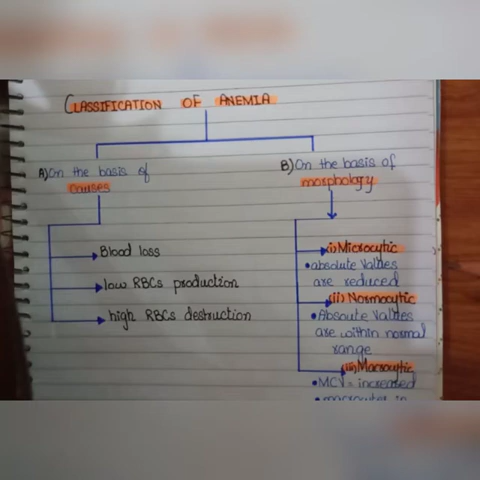 CLASSIFICATION OF ANEMIA
A) On the basis of
causes
Blood loss
low RBCs production
high RBCs destruction
B) On the basis of
morphology
i) Microcytic
• absolute values
are reduced
(ii) Normocytic
• Absoute Values
are within normal
range
(iii) Macrocytic
• MCV = increased